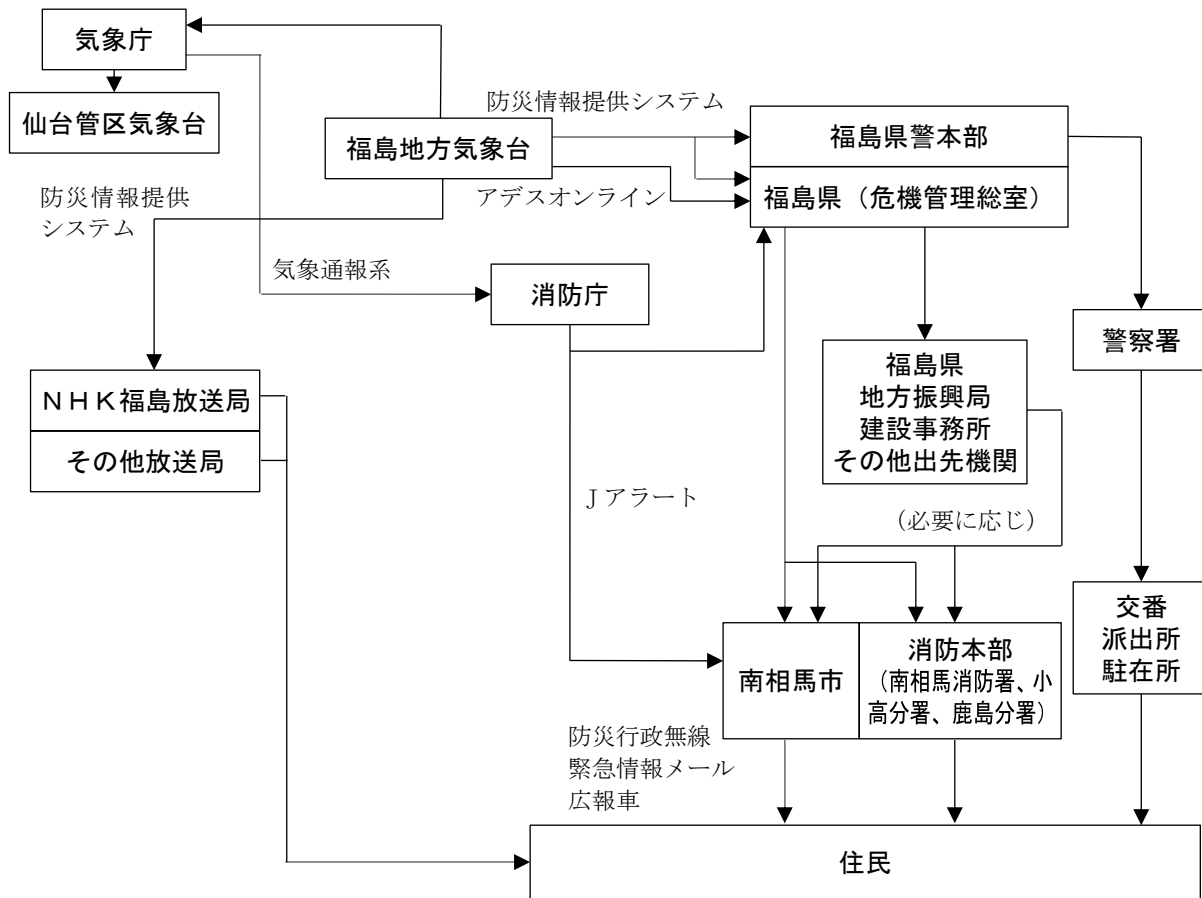 気象庁
仙台管区気象台
防災情報提供システム
福島地方気象台
福島県警本部
福島県（危機管理総室）
アデスオンライン
防災情報提供
システム
気象通報系
消防庁
警察署
福島県
地方振興局
建設事務所
その他出先機関
ＮＨＫ福島放送局
その他放送局
Ｊアラート
（必要に応じ）
交番
派出所
駐在所
南相馬市
消防本部
（南相馬消防署、小
高分署、鹿島分署）
防災行政無線
緊急情報メール
広報車
住民